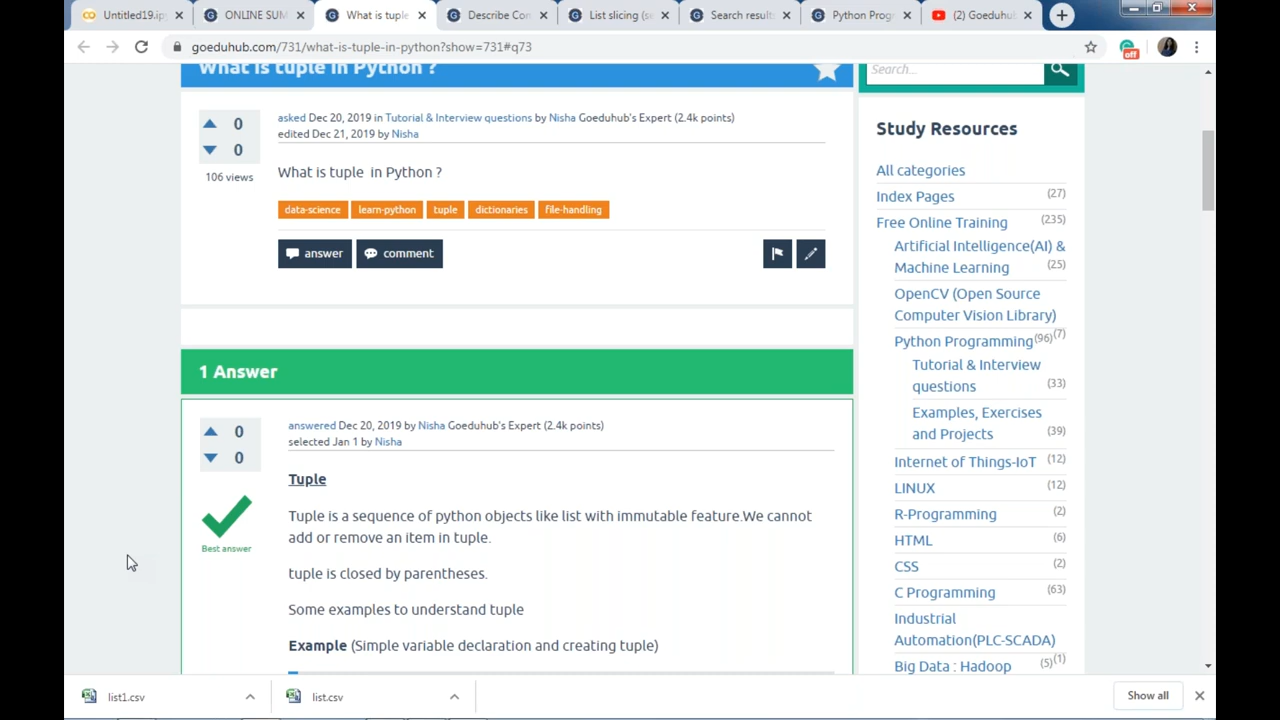 Untitled19.ip
ONLINE SUM
What is tuple
Describe Con
List slicing (se
Search results
Python Prog
(2) Goeduhub
goeduhub.com/731/what-is-tuple-in-python?show=731#q73
off
What is tuple in Python ?
Search...
0
asked Dec 20, 2019 in Tutorial & Interview questions by Nisha Goeduhub's Expert (2.4k points)
0
edited Dec 21, 2019 by Nisha
106 views
What is tuple in Python ?
data-science learn-python tuple dictionaries file-handling
answer comment
1 Answer
0
answered Dec 20, 2019 by Nisha Goeduhub's Expert (2.4k points)
0
selected Jan 1 by Nisha
Best answer
Tuple
Tuple is a sequence of python objects like list with immutable feature.We cannot
add or remove an item in tuple.
tuple is closed by parentheses.
Some examples to understand tuple
Example (Simple variable declaration and creating tuple)
Study Resources
All categories
Index Pages (27)
Free Online Training (235)
Artificial Intelligence(AI) &
Machine Learning (25)
OpenCV (Open Source
Computer Vision Library)
(7)
Python Programming (96)
Tutorial & Interview
questions (33)
Examples, Exercises
and Projects (39)
Internet of Things-IoT (12)
LINUX (12)
R-Programming (2)
HTML (6)
CSS (2)
C Programming (63)
Industrial
Automation(PLC-SCADA)
(1)
Big Data : Hadoop (5)
list1.csv
list.csv
Show all